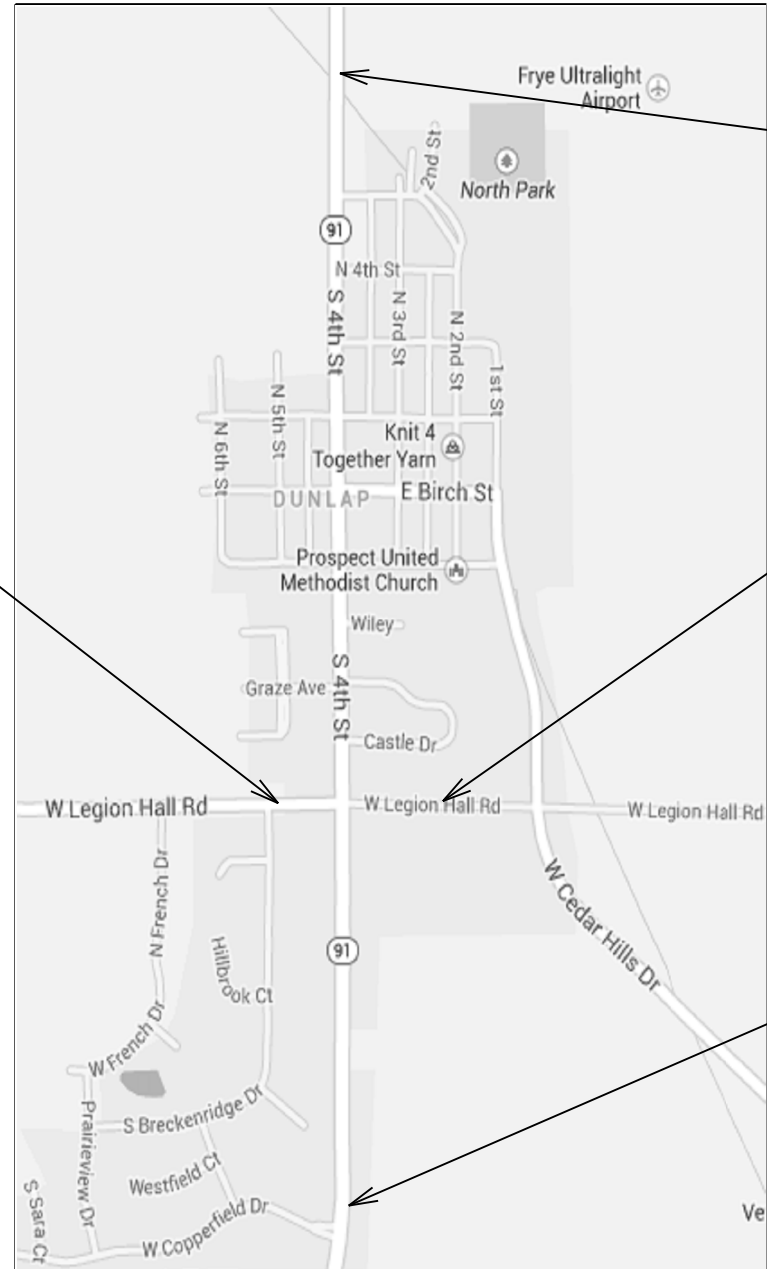 Frye Ultralight
Airport
2nd St
North Park
91
N 4th St
S 4th St
N 3rd St
N 2nd St
1st St
N 5th St
N 6th St
Knit 4
Together Yarn
DUNLAP
E Birch St
Prospect United
Methodist Church
Wiley
S 4th St
Graze Ave
Castle Dr
W Legion Hall Rd
W Legion Hall Rd
W Legion Hall Rd
N French Dr
W Cedar Hills Dr
91
Hillbrook Ct
W French Dr
S Breckenridge Dr
Prairieview Dr
Westfield Ct
S Sara Ct
W Copperfield Dr
Ve